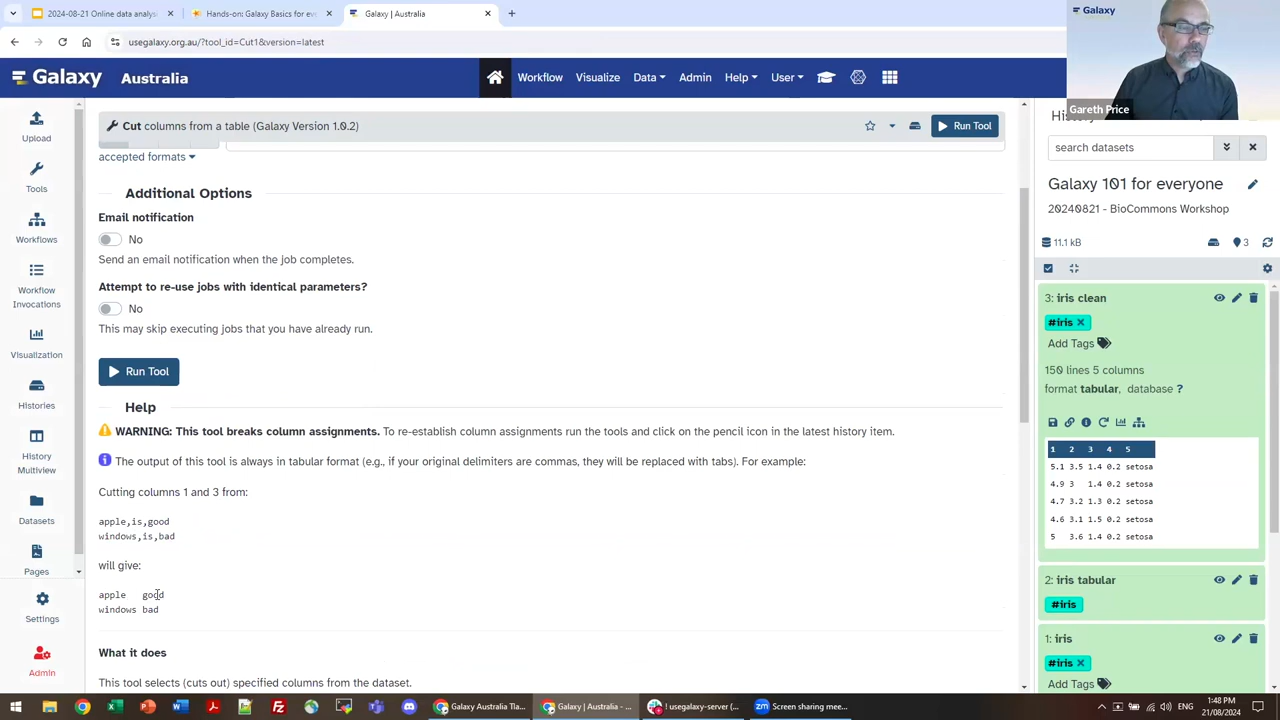 2024-08-21 Online data analysi
Hands-on: Galaxy Basics for ev
Galaxy | Australia
usegalaxy.org.au/?tool_id=Cut1&version=latest
Galaxy
Gareth Price
Galaxy Australia
Workflow Visualize Data Admin Help User
Upload
Tools
Workflows
Workflow
Invocations
Visualization
Histories
History
Multiview
Datasets
Pages
Settings
Admin
Cut columns from a table (Galaxy Version 1.0.2)
Run Tool
accepted formats
Additional Options
Email notification
No
Send an email notification when the job completes.
Attempt to re-use jobs with identical parameters?
No
This may skip executing jobs that you have already run.
Run Tool
Help
WARNING: This tool breaks column assignments. To re-establish column assignments run the tools and click on the pencil icon in the latest history item.
The output of this tool is always in tabular format (e.g., if your original delimiters are commas, they will be replaced with tabs). For example:
Cutting columns 1 and 3 from:
apple,is,good
windows,is,bad
will give:
apple good
windows bad
What it does
This tool selects (cuts out) specified columns from the dataset.
search datasets
Galaxy 101 for everyone
20240821 - BioCommons Workshop
11.1 kB
3
3: iris clean
#iris
Add Tags
150 lines 5 columns
format tabular, database ?
1 2 3 4 5
5.1 3.5 1.4 0.2 setosa
4.9 3 1.4 0.2 setosa
4.7 3.2 1.3 0.2 setosa
4.6 3.1 1.5 0.2 setosa
5 3.6 1.4 0.2 setosa
2: iris tabular
#iris
1: iris
#iris
Add Tags
Galaxy Australia Tla...
Galaxy | Australia - ...
! usegalaxy-server (...
Screen sharing mee...
ENG
1:48 PM
21/08/2024